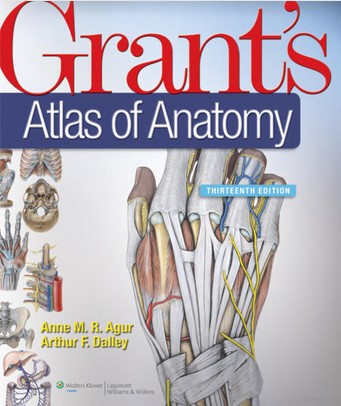 Grant's
Atlas of Anatomy
THIRTEENTH EDITION
Anne M. R. Agur
Arthur F. Dalley
Wolters Kluwer
Lippincott
Williams & Wilkins